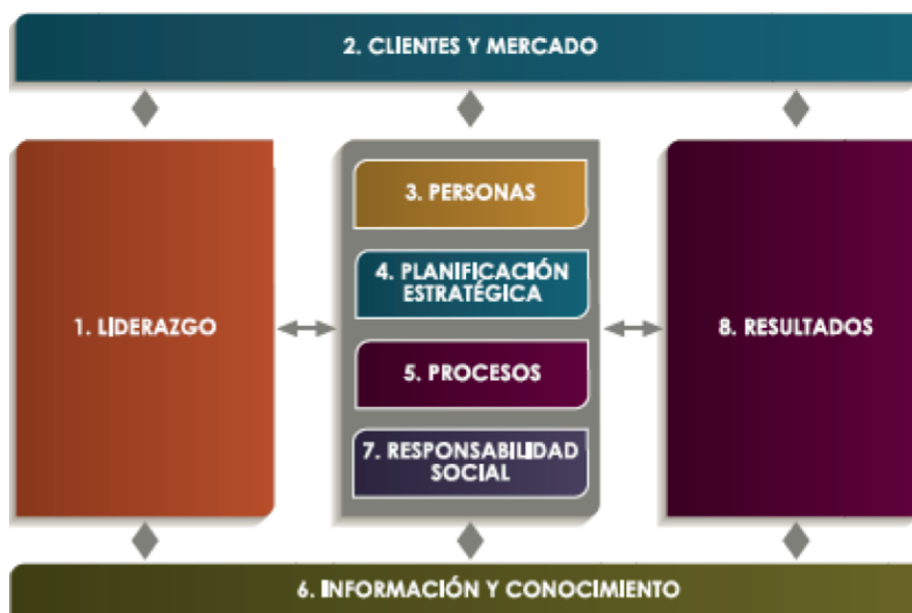 2. CLIENTES Y MERCADO
1. LIDERAZGO
3. PERSONAS
4. PLANIFICACIÓN
ESTRATÉGICA
5. PROCESOS
7. RESPONSABILIDAD
SOCIAL
8. RESULTADOS
6. INFORMACIÓN Y CONOCIMIENTO